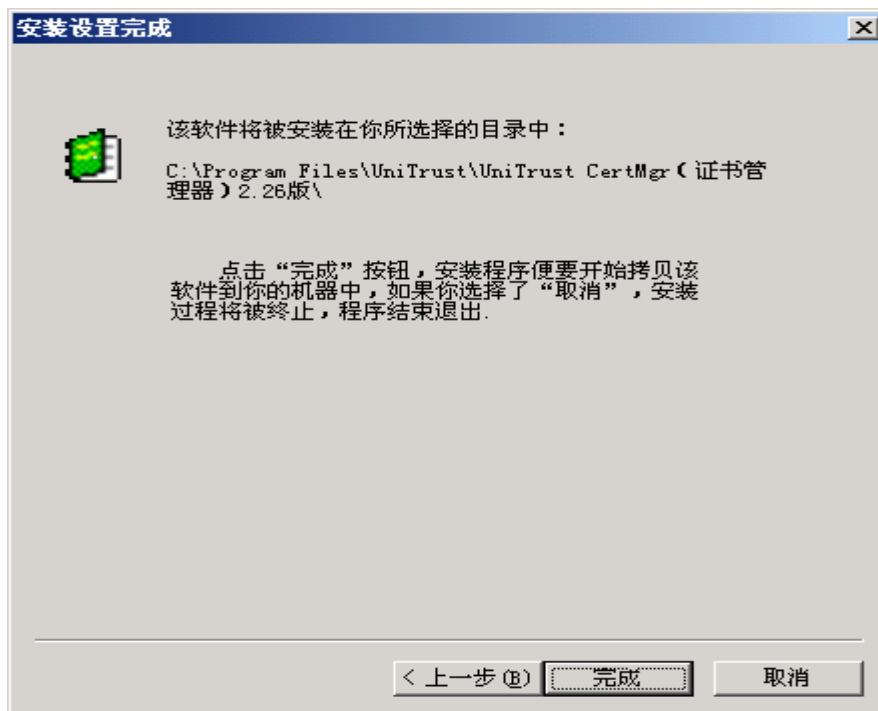 安装设置完成
该软件将被安装在你所选择的目录中：
C:\Program Files\UniTrust\UniTrust CertMgr(证书管
理器)2.26版\
点击“完成”按钮，安装程序便要开始拷贝该
软件到你的机器中，如果你选择了“取消”，安装
过程将被终止，程序结束退出.
< 上一步(B) 完成 取消